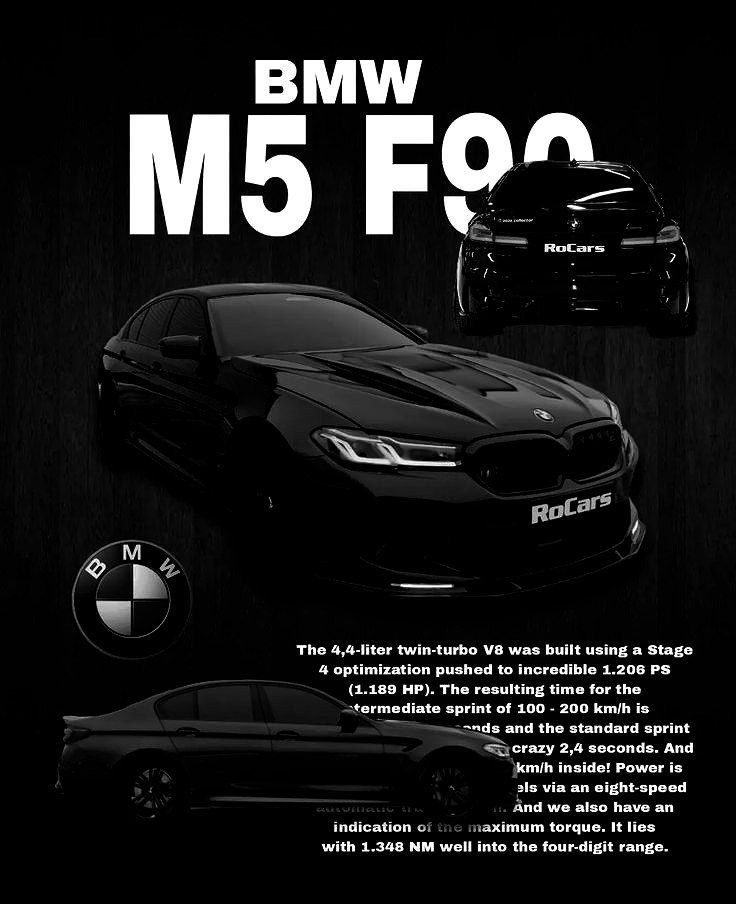 BMW
M5 F90
RoCars
RoCars
BMW
The 4,4-liter twin-turbo V8 was built using a Stage
4 optimization pushed to incredible 1.206 PS
(1.189 HP). The resulting time for the
sprint of 100 - 200 km/h is
and the standard sprint
crazy 2,4 seconds. And
km/h inside! Power is
via an eight-speed
automatic And we also have an
indication of the maximum torque. It lies
with 1.348 NM well into the four-digit range.